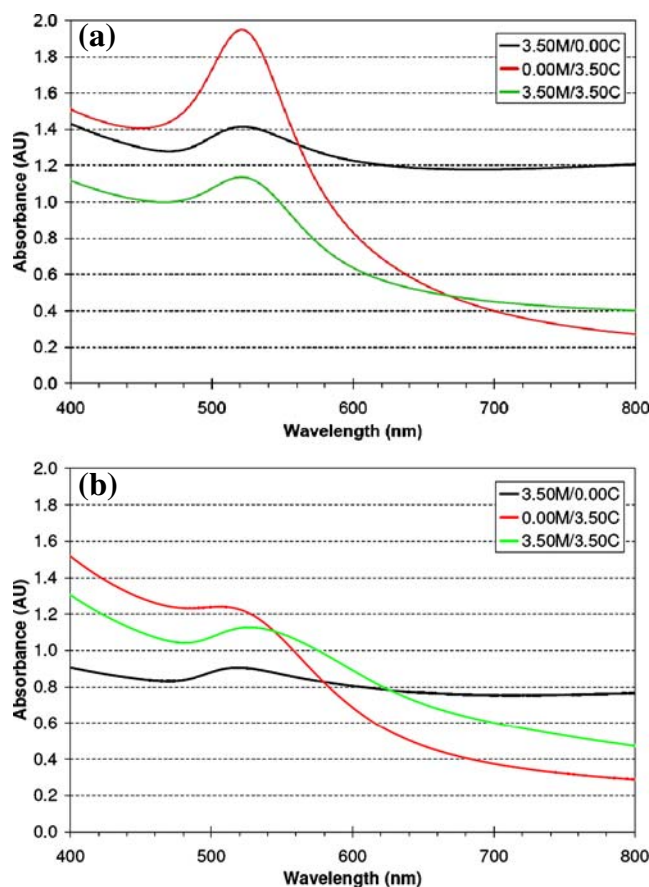 (a)
3.50M/0.00C
0.00M/3.50C
3.50M/3.50C
Absorbance (AU)
2.0
1.8
1.6
1.4
1.2
1.0
0.8
0.6
0.4
0.2
0.0
400 500 600 700 800
Wavelength (nm)
(b)
3.50M/0.00C
0.00M/3.50C
3.50M/3.50C
Absorbance (AU)
2.0
1.8
1.6
1.4
1.2
1.0
0.8
0.6
0.4
0.2
0.0
400 500 600 700 800
Wavelength (nm)